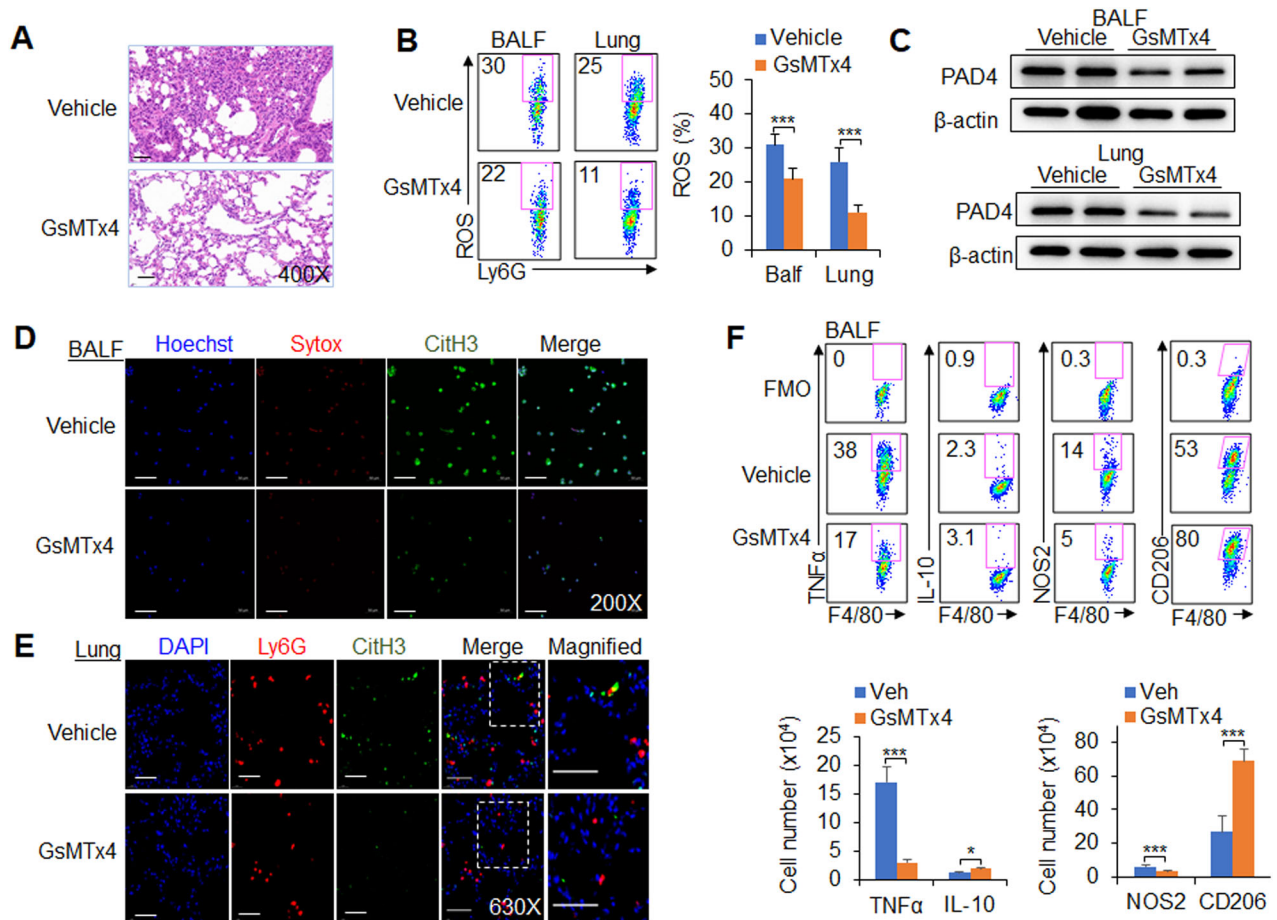 A
Vehicle
GsMTx4
400X
B
BALF
Lung
Vehicle
30
25
GsMTx4
22
11
ROS
Ly6G
Vehicle
GsMTx4
ROS (%)
50
40
30
20
10
0
***
***
Balf
Lung
C
BALF
Vehicle
GsMTx4
PAD4
β-actin
Lung
Vehicle
GsMTx4
PAD4
β-actin
D
BALF
Hoechst
Sytox
CitH3
Merge
Vehicle
GsMTx4
200X
E
Lung
DAPI
Ly6G
CitH3
Merge
Magnified
Vehicle
GsMTx4
630X
F
BALF
FMO
0
0.9
0.3
0.3
Vehicle
38
2.3
14
53
GsMTx4
17
3.1
5
80
TNFα
IL-10
NOS2
CD206
F4/80
F4/80
F4/80
F4/80
Veh
GsMTx4
Cell number (x10⁴)
25
20
15
10
5
0
***
*
TNFα
IL-10
Veh
GsMTx4
Cell number (x10⁴)
80
60
40
20
0
***
***
NOS2
CD206